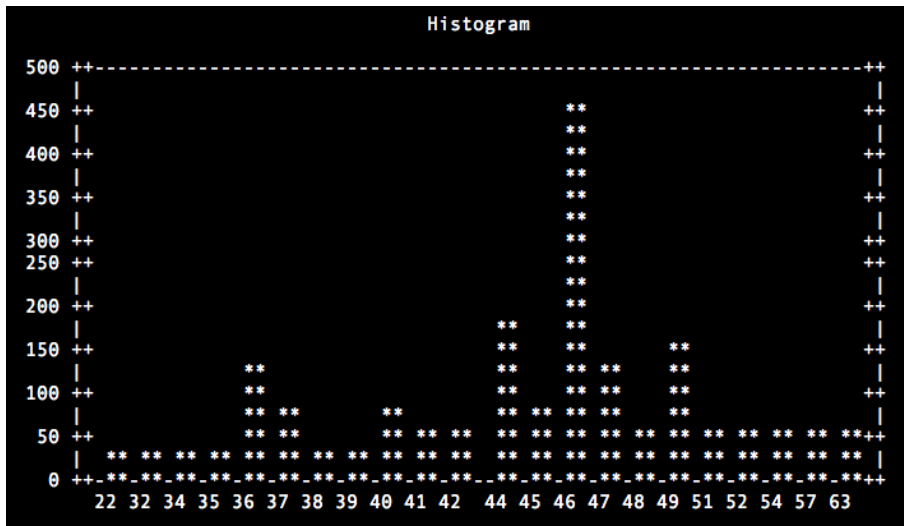 Histogram
500 ++-------------------------------------------------------------------++
    |                                                                     |
450 ++                                         **                        ++
    |                                          **                         |
400 ++                                         **                        ++
    |                                          **                         |
350 ++                                         **                        ++
    |                                          **                         |
300 ++                                         **                        ++
250 ++                                         **                        ++
    |                                          **                         |
200 ++                                         **                        ++
    |                                    **    **                         |
150 ++                                   **    **       **               ++
    |              **                    **    ** **    **                |
100 ++             **                    **    ** **    **               ++
    |              ** **       **        ** ** ** **    **                |
 50 ++             ** **       ** ** **  ** ** ** ** ** ** ** ** ** ** **++
    |  ** ** ** ** ** ** ** ** ** ** **  ** ** ** ** ** ** ** ** ** ** ** |
  0 ++-**-**-**-**-**-**-**-**-**-**-**--**-**-**-**-**-**-**-**-**-**-**++
      22 32 34 35 36 37 38 39 40 41 42  44 45 46 47 48 49 51 52 54 57 63